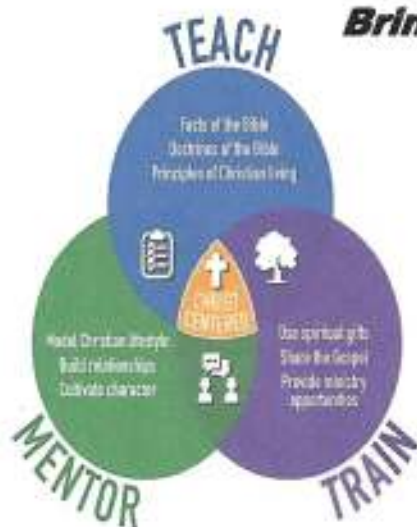 Brin
TEACH
Facts of the Bible
Doctrines of the Bible
Principles of Christian living
CHRIST
CENTERED
Model Christian lifestyle
Build relationships
Cultivate character
Use spiritual gifts
Share the Gospel
Provide ministry
opportunities
MENTOR
TRAIN